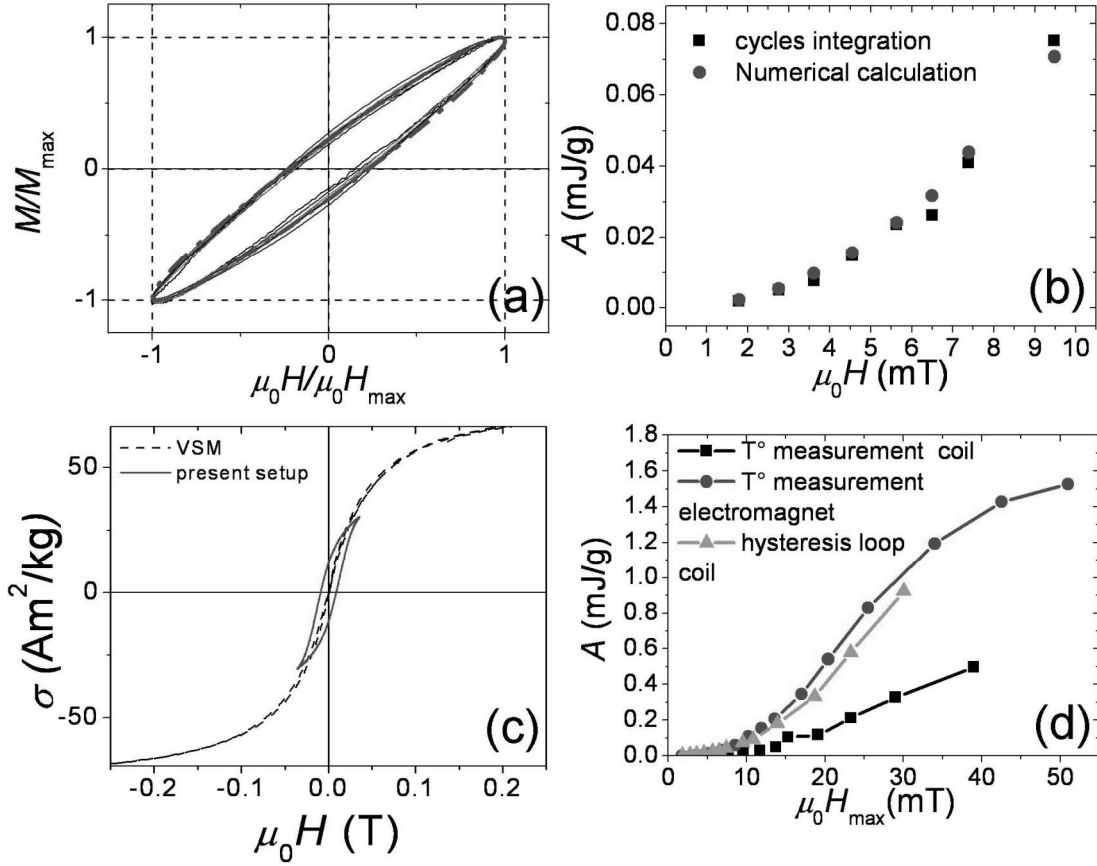 1
0
-1
M/Mmax
-1
0
1
μ0H/μ0Hmax
(a)
cycles integration
Numerical calculation
0.08
0.06
0.04
0.02
0.00
A (mJ/g)
0 1 2 3 4 5 6 7 8 9 10
μ0H (mT)
(b)
VSM
present setup
50
0
-50
σ (Am²/kg)
-0.2 -0.1 0.0 0.1 0.2
μ0H (T)
(c)
T° measurement coil
T° measurement
electromagnet
hysteresis loop
coil
1.8
1.6
1.4
1.2
1.0
0.8
0.6
0.4
0.2
0.0
A (mJ/g)
0 10 20 30 40 50
μ0Hmax(mT)
(d)